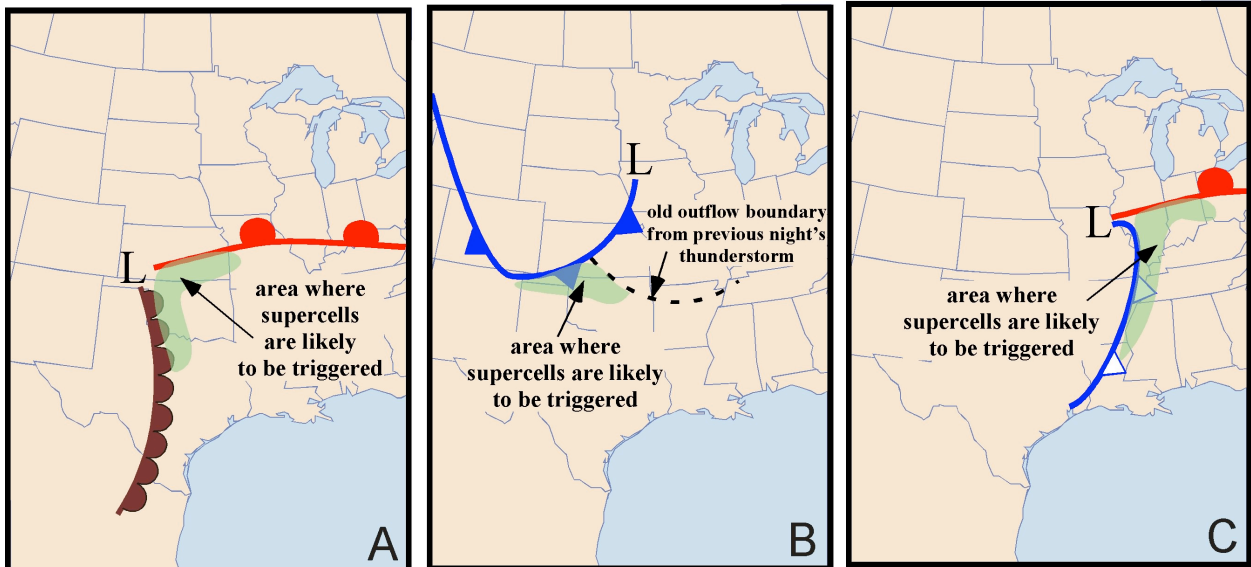 L
area where
supercells
are likely
to be triggered
A
L
old outflow boundary
from previous night's
thunderstorm
area where
supercells are likely
to be triggered
B
L
area where
supercells are likely
to be triggered
C